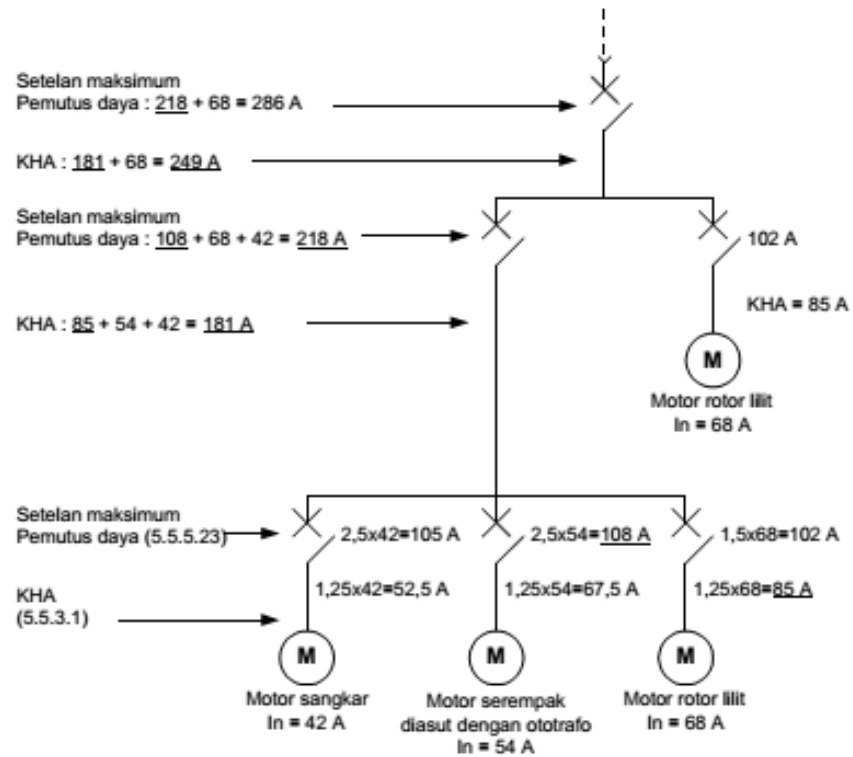 Setelan maksimum
Pemutus daya : 218 + 68 = 286 A
KHA : 181 + 68 = 249 A
Setelan maksimum
Pemutus daya : 108 + 68 + 42 = 218 A
102 A
KHA : 85 + 54 + 42 = 181 A
KHA = 85 A
M
Motor rotor lilit
In = 68 A
Setelan maksimum
Pemutus daya (5.5.5.23)
2,5x42=105 A
2,5x54=108 A
1,5x68=102 A
KHA
(5.5.3.1)
1,25x42=52,5 A
1,25x54=67,5 A
1,25x68=85 A
M
M
M
Motor sangkar
In = 42 A
Motor serempak
diasut dengan ototrafo
In = 54 A
Motor rotor lilit
In = 68 A